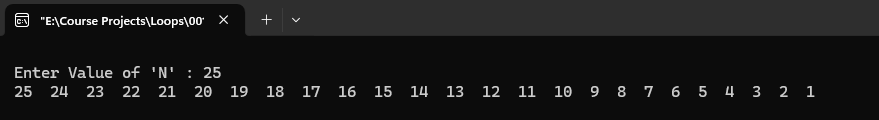 "E:\Course Projects\Loops\00'
Enter Value of 'N' : 25
25  24  23  22  21  20  19  18  17  16  15  14  13  12  11  10  9  8  7  6  5  4  3  2  1